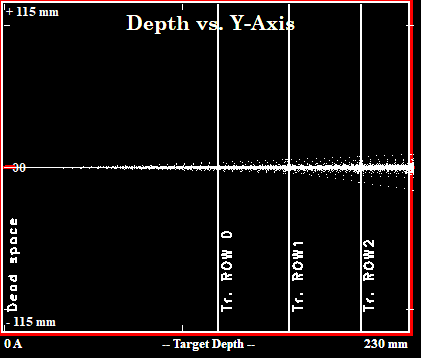 + 115 mm
Depth vs. Y-Axis
Dead space
Tr. ROW 0
Tr. ROW1
Tr. ROW2
- 115 mm
0 A
-- Target Depth --
230 mm